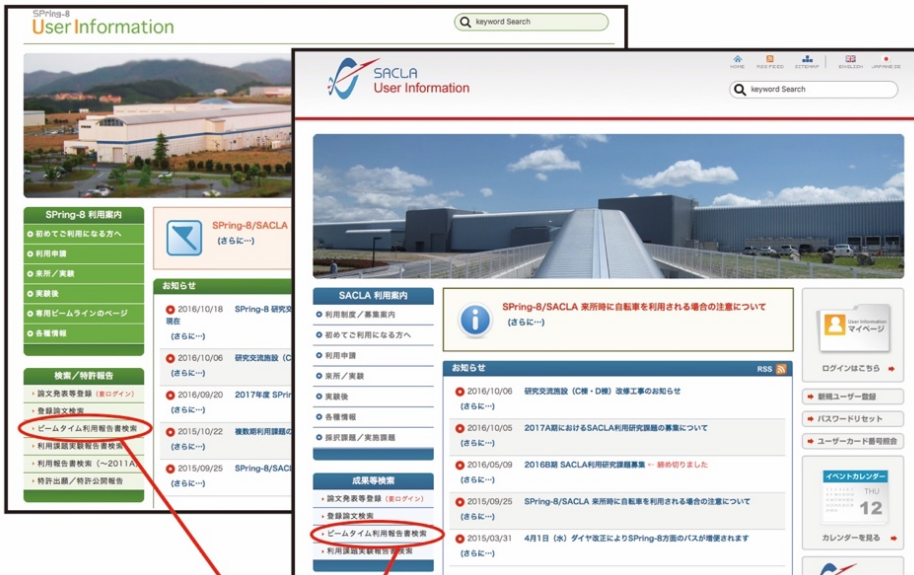 SPring-8
User Information
keyword Search
SPring-8 利用案内
初めてご利用になる方へ
利用申請
来所/実験
実験後
専用ビームラインのページ
各種情報
検索/特許報告
論文発表等登録(要ログイン)
登録論文検索
ビームタイム利用報告書検索
利用課題実験報告書検索
利用報告書検索(~2011A)
特許出願/特許公開報告
SPring-8/SACLA
(さらに…)
お知らせ
2016/10/18 SPring-8 研究交
現在
(さらに…)
2016/10/06 研究交流施設(C
(さらに…)
2016/09/20 2017年度 SPrin
(さらに…)
2015/10/22 複数期利用課題の
(さらに…)
2015/09/25 SPring-8/SACL
(さらに…)
SACLA
User Information
HOME RSS FEED SITEMAP ENGLISH JAPANESE
keyword Search
SACLA 利用案内
利用制度/募集案内
初めてご利用になる方へ
利用申請
来所/実験
実験後
各種情報
採択課題/実施課題
成果等検索
論文発表等登録(要ログイン)
登録論文検索
ビームタイム利用報告書検索
利用課題実験報告書検索
SPring-8/SACLA 来所時に自転車を利用される場合の注意について
(さらに…)
お知らせ RSS
2016/10/06 研究交流施設(C棟・D棟)改修工事のお知らせ
(さらに…)
2016/10/05 2017A期におけるSACLA利用研究課題の募集について
(さらに…)
2016/05/09 2016B期 SACLA利用研究課題募集 ← 締め切りました
(さらに…)
2015/09/25 SPring-8/SACLA 来所時に自転車を利用される場合の注意について
(さらに…)
2015/03/31 4月1日(水)ダイヤ改正によりSPring-8方面のバスが増便されます
(さらに…)
User Information
マイページ
ログインはこちら
新規ユーザー登録
パスワードリセット
ユーザーカード番号照会
イベントカレンダー
THU
12
カレンダーを見る